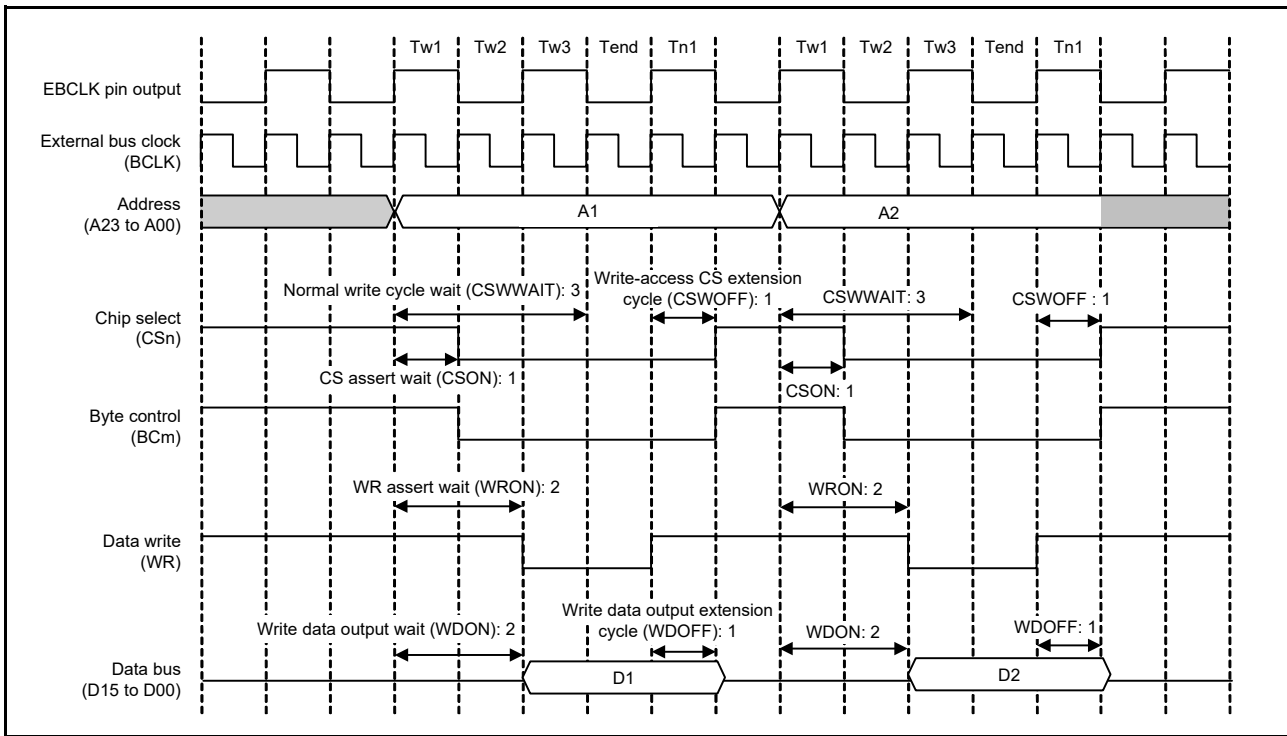 Tw1 Tw2 Tw3 Tend Tn1 Tw1 Tw2 Tw3 Tend Tn1
EBCLK pin output
External bus clock
(BCLK)
Address
(A23 to A00)
A1 A2
Normal write cycle wait (CSWWAIT): 3
Write-access CS extension
cycle (CSWOFF): 1
CSWWAIT: 3
CSWOFF : 1
Chip select
(CSn)
CS assert wait (CSON): 1
CSON: 1
Byte control
(BCm)
WR assert wait (WRON): 2
WRON: 2
Data write
(WR)
Write data output wait (WDON): 2
Write data output extension
cycle (WDOFF): 1
WDON: 2
WDOFF: 1
Data bus
(D15 to D00)
D1 D2